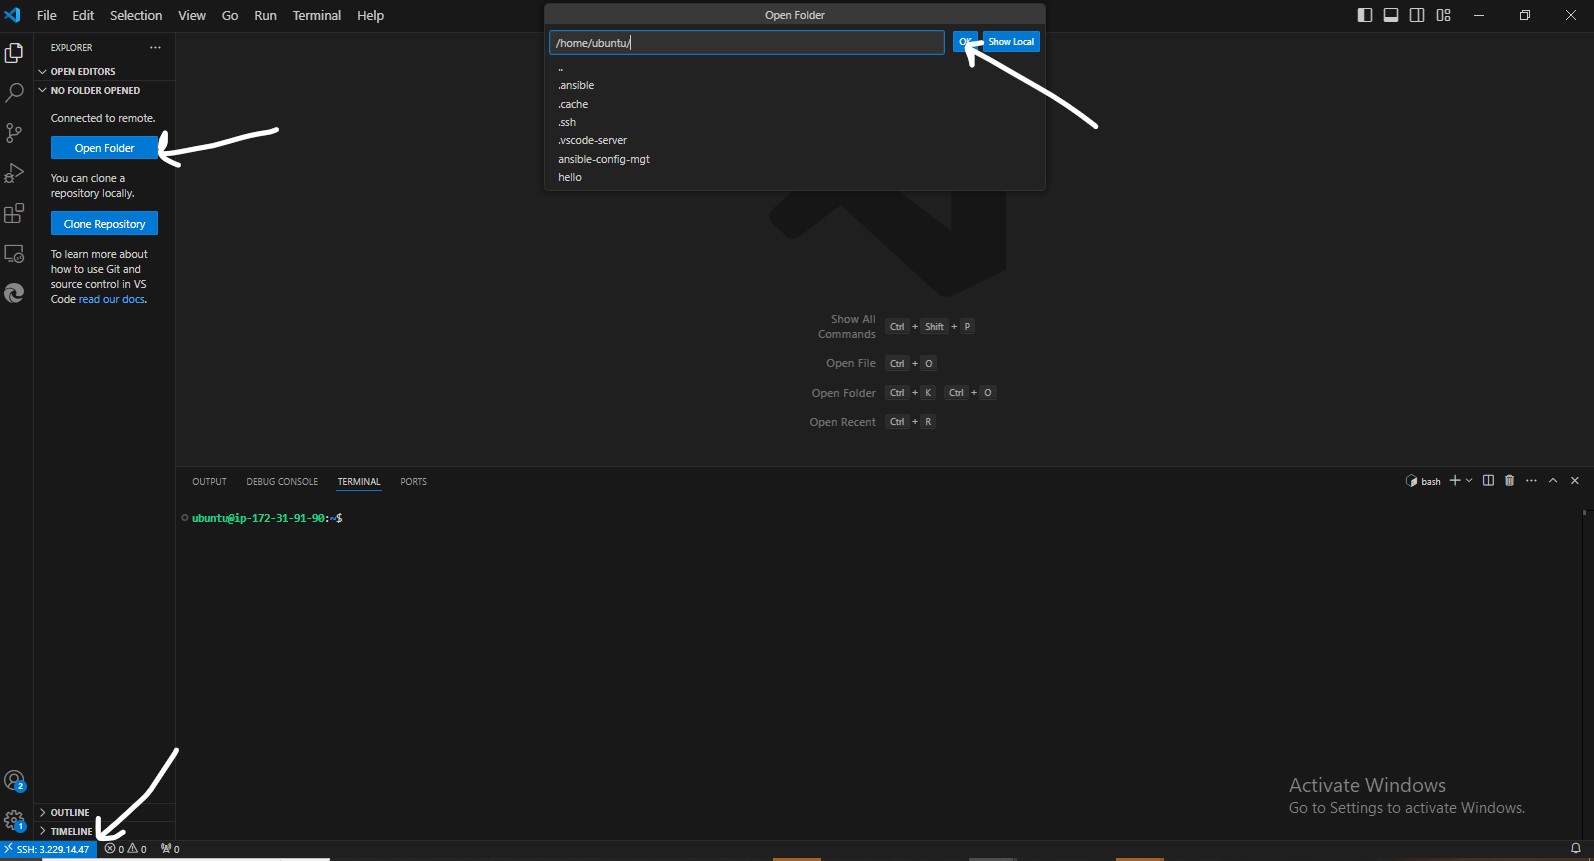 File Edit Selection View Go Run Terminal Help
Open Folder
/home/ubuntu/
OK Show Local
..
.ansible
.cache
.ssh
.vscode-server
ansible-config-mgt
hello
EXPLORER
OPEN EDITORS
NO FOLDER OPENED
Connected to remote.
Open Folder
You can clone a
repository locally.
Clone Repository
To learn more about
how to use Git and
source control in VS
Code read our docs.
Show All
Commands
Ctrl + Shift + P
Open File Ctrl + O
Open Folder Ctrl + K Ctrl + O
Open Recent Ctrl + R
OUTPUT DEBUG CONSOLE TERMINAL PORTS
bash
ubuntu@ip-172-31-91-90:~$
Activate Windows
Go to Settings to activate Windows.
2
1
OUTLINE
TIMELINE
SSH: 3.229.14.47 0 0 0